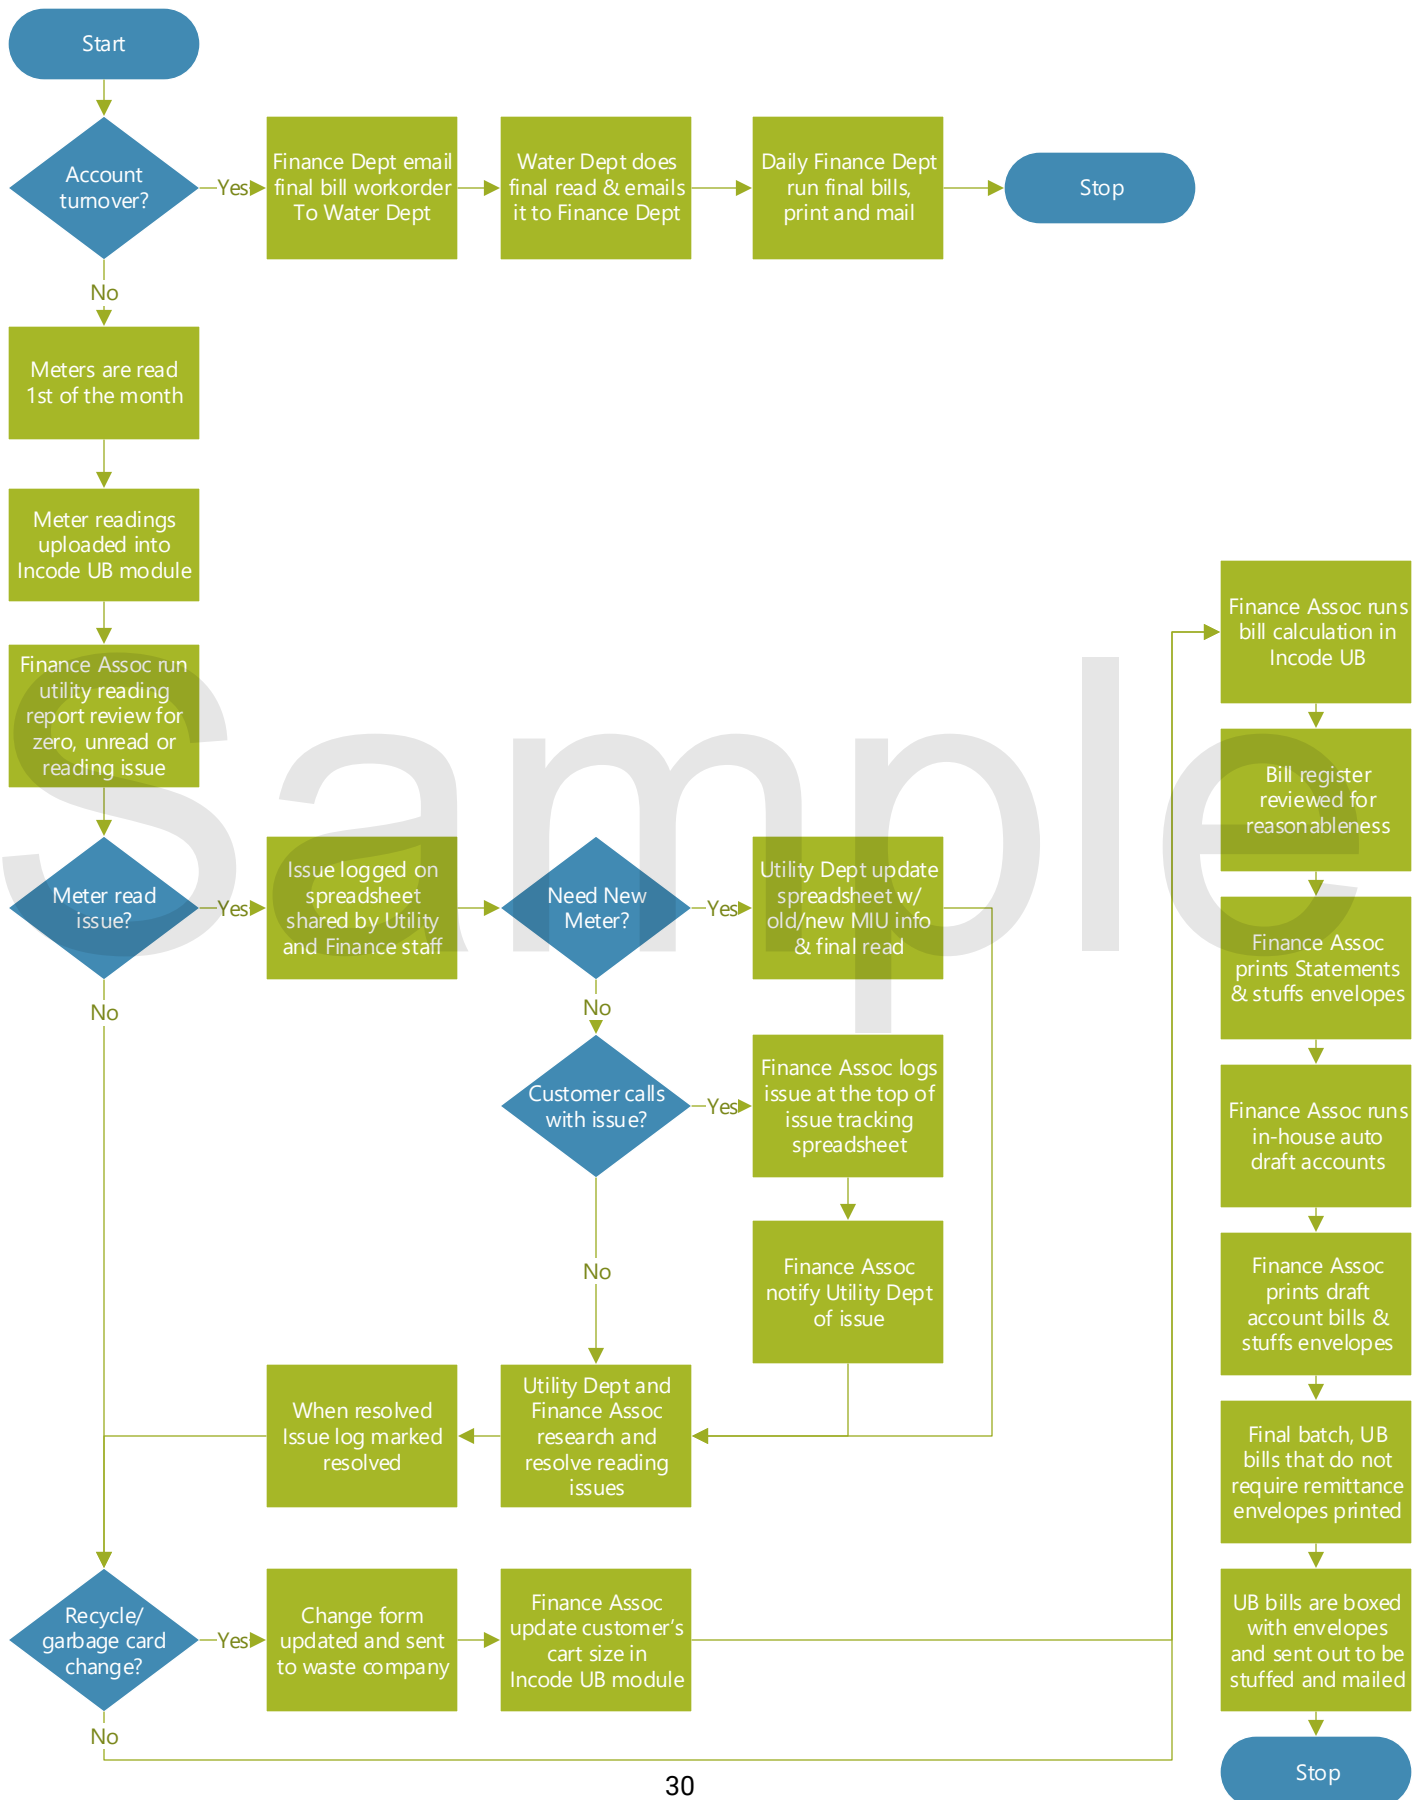 Start
Account
turnover?
Yes
Finance Dept email
final bill workorder
To Water Dept
Water Dept does
final read & emails
it to Finance Dept
Daily Finance Dept
run final bills,
print and mail
Stop
No
Meters are read
1st of the month
Meter readings
uploaded into
Incode UB module
Finance Assoc run
utility reading
report review for
zero, unread or
reading issue
Meter read
issue?
Yes
Issue logged on
spreadsheet
shared by Utility
and Finance staff
Need New
Meter?
Yes
Utility Dept update
spreadsheet w/
old/new MIU info
& final read
No
No
Customer calls
with issue?
Yes
Finance Assoc logs
issue at the top of
issue tracking
spreadsheet
Finance Assoc
notify Utility Dept
of issue
No
Utility Dept and
Finance Assoc
research and
resolve reading
issues
When resolved
Issue log marked
resolved
Recycle/
garbage card
change?
Yes
Change form
updated and sent
to waste company
Finance Assoc
update customer's
cart size in
Incode UB module
No
Finance Assoc runs
bill calculation in
Incode UB
Bill register
reviewed for
reasonableness
Finance Assoc
prints Statements
& stuffs envelopes
Finance Assoc runs
in-house auto
draft accounts
Finance Assoc
prints draft
account bills &
stuffs envelopes
Final batch, UB
bills that do not
require remittance
envelopes printed
UB bills are boxed
with envelopes
and sent out to be
stuffed and mailed
Stop
Sample
30